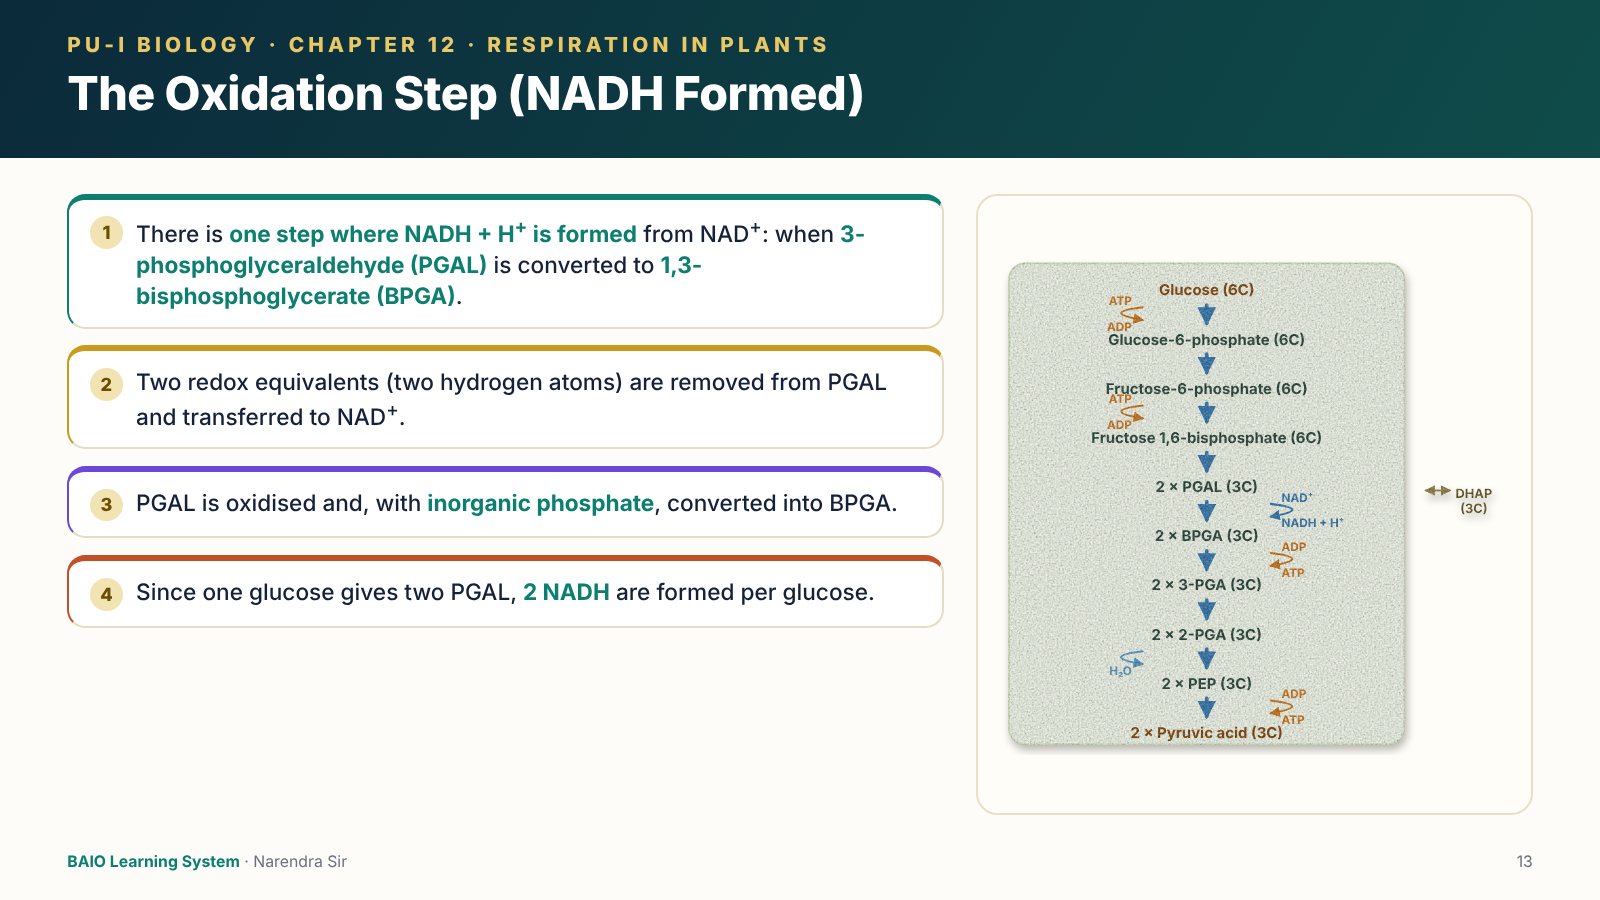 PU-I BIOLOGY · CHAPTER 12 · RESPIRATION IN PLANTS
The Oxidation Step (NADH Formed)
1
There is one step where NADH + H⁺ is formed from NAD⁺: when 3-
phosphoglyceraldehyde (PGAL) is converted to 1,3-
bisphosphoglycerate (BPGA).
2
Two redox equivalents (two hydrogen atoms) are removed from PGAL
and transferred to NAD⁺.
3
PGAL is oxidised and, with inorganic phosphate, converted into BPGA.
4
Since one glucose gives two PGAL, 2 NADH are formed per glucose.
Glucose (6C)
ATP
ADP
Glucose-6-phosphate (6C)
Fructose-6-phosphate (6C)
ATP
ADP
Fructose 1,6-bisphosphate (6C)
2 × PGAL (3C)
DHAP
(3C)
NAD⁺
NADH + H⁺
2 × BPGA (3C)
ADP
ATP
2 × 3-PGA (3C)
2 × 2-PGA (3C)
H₂O
2 × PEP (3C)
ADP
ATP
2 × Pyruvic acid (3C)
BAIO Learning System · Narendra Sir
13